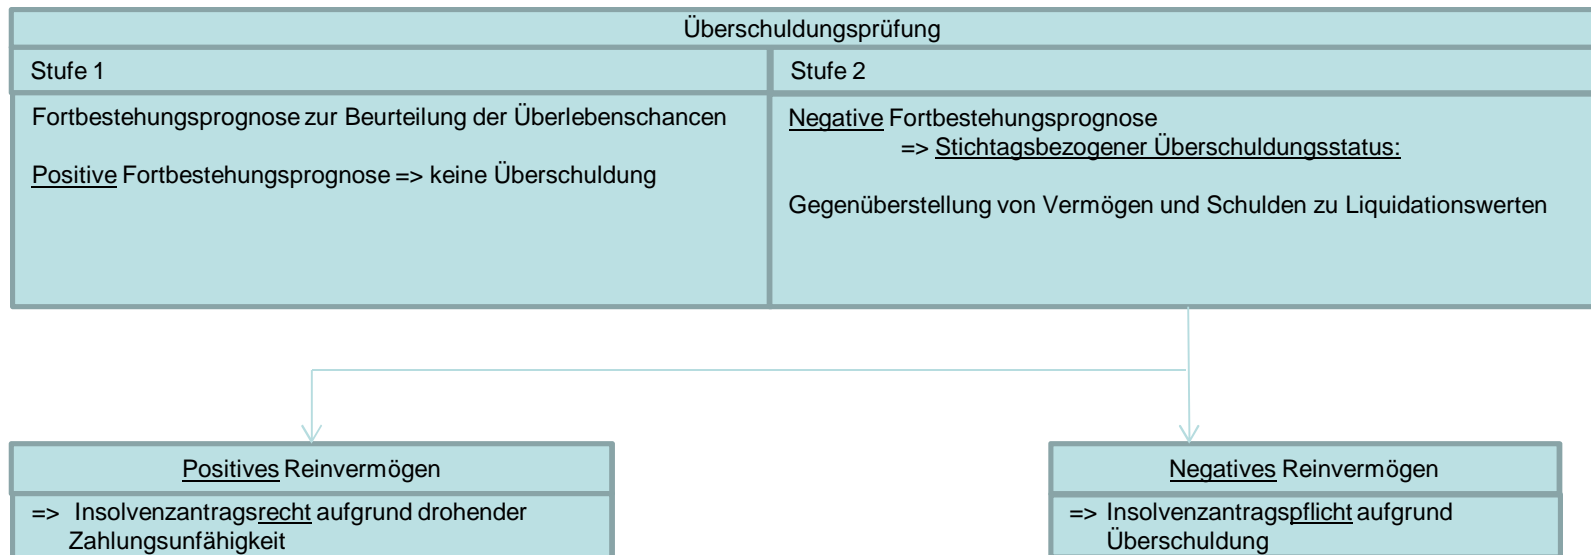 Überschuldungsprüfung
Stufe 1
Stufe 2
Fortbestehungsprognose zur Beurteilung der Überlebenschancen
Positive Fortbestehungsprognose => keine Überschuldung
Negative Fortbestehungsprognose
=> Stichtagsbezogener Überschuldungsstatus:
Gegenüberstellung von Vermögen und Schulden zu Liquidationswerten
Positives Reinvermögen
=> Insolvenzantragsrecht aufgrund drohender
Zahlungsunfähigkeit
Negatives Reinvermögen
=> Insolvenzantragspflicht aufgrund
Überschuldung